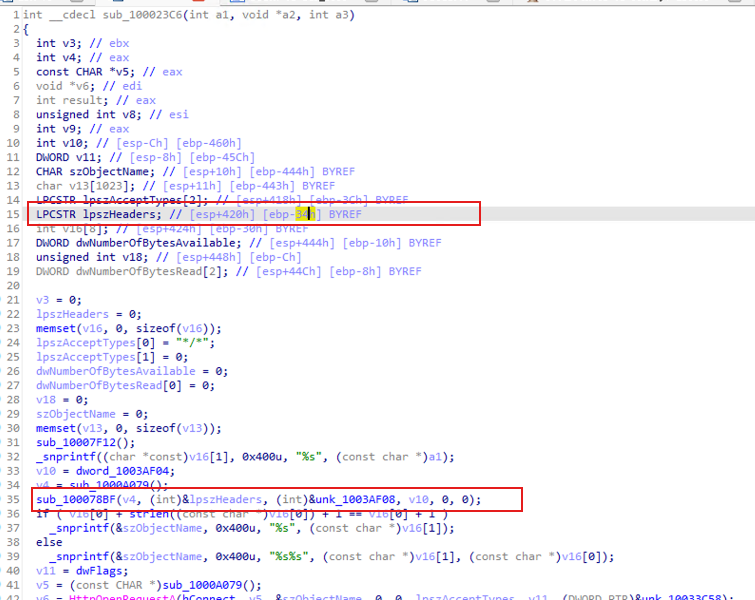 1 int __cdecl sub_100023C6(int a1, void *a2, int a3)
2 {
3 int v3; // ebx
4 int v4; // eax
5 const CHAR *v5; // eax
6 void *v6; // edi
7 int result; // eax
8 unsigned int v8; // esi
9 int v9; // eax
10 int v10; // [esp-Ch] [ebp-460h]
11 DWORD v11; // [esp-8h] [ebp-45Ch]
12 CHAR szObjectName; // [esp+10h] [ebp-444h] BYREF
13 char v13[1023]; // [esp+11h] [ebp-443h] BYREF
14 LPCSTR lpszAcceptTypes[2]; // [esp+418h] [ebp-3Ch] BYREF
15 LPCSTR lpszHeaders; // [esp+420h] [ebp-34h] BYREF
16 int v16[8]; // [esp+424h] [ebp-30h] BYREF
17 DWORD dwNumberOfBytesAvailable; // [esp+444h] [ebp-10h] BYREF
18 unsigned int v18; // [esp+448h] [ebp-Ch]
19 DWORD dwNumberOfBytesRead[2]; // [esp+44Ch] [ebp-8h] BYREF
20
21 v3 = 0;
22 lpszHeaders = 0;
23 memset(v16, 0, sizeof(v16));
24 lpszAcceptTypes[0] = "*/*";
25 lpszAcceptTypes[1] = 0;
26 dwNumberOfBytesAvailable = 0;
27 dwNumberOfBytesRead[0] = 0;
28 v18 = 0;
29 szObjectName = 0;
30 memset(v13, 0, sizeof(v13));
31 sub_10007F12();
32 _snprintf((char *const)v16[1], 0x400u, "%s", (const char *)a1);
33 v10 = dword_1003AF04;
34 v4 = sub_1000A079();
35 sub_100078BF(v4, (int)&lpszHeaders, (int)&unk_1003AF08, v10, 0, 0);
36 if ( v16[0] + strlen((const char *)v16[0]) + 1 == v16[0] + 1 )
37 _snprintf(&szObjectName, 0x400u, "%s", (const char *)v16[1]);
38 else
39 _snprintf(&szObjectName, 0x400u, "%s%s", (const char *)v16[1], (const char *)v16[0]);
40 v11 = dwFlags;
41 v5 = (const CHAR *)sub_1000A079();
42 v6 = HttpOpenRequestA(hConnect, v5, &szObjectName, 0, 0, lpszAcceptTypes, v11, (DWORD_PTR)&unk_10033C58);